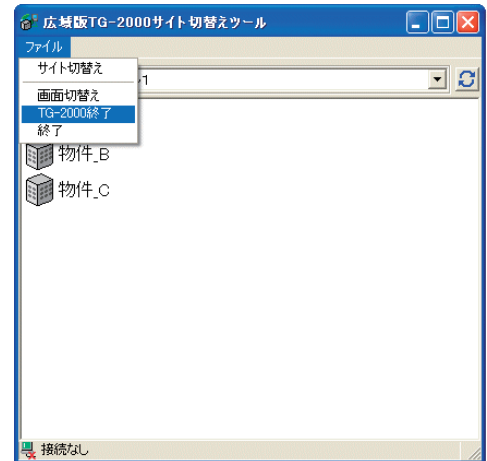 広域版TG-2000サイト切替えツール
ファイル
サイト切替え
画面切替え
TG-2000終了
終了
1
物件_B
物件_C
接続なし